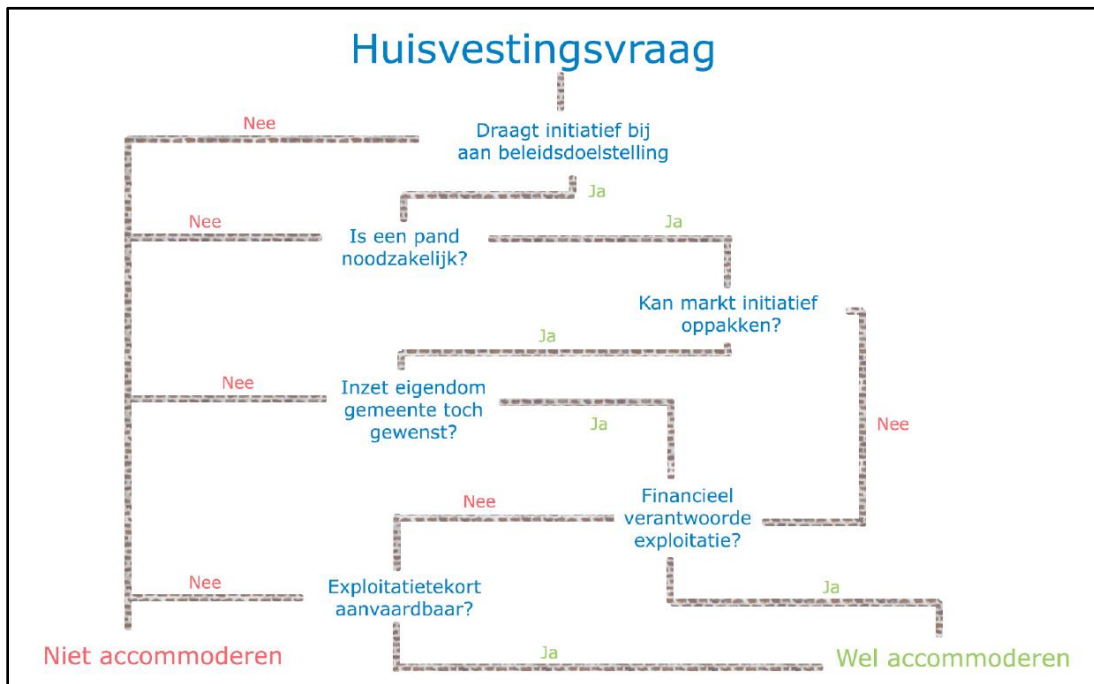 Huisvestingsvraag
Nee
Draagt initiatief bij
aan beleidsdoelstelling
Ja
Nee
Is een pand
noodzakelijk?
Ja
Kan markt initiatief
oppakken?
Ja
Nee
Inzet eigendom
gemeente toch
gewenst?
Ja
Nee
Nee
Financieel
verantwoorde
exploitatie?
Nee
Exploitatietekort
aanvaardbaar?
Ja
Niet accommoderen
Ja
Wel accommoderen